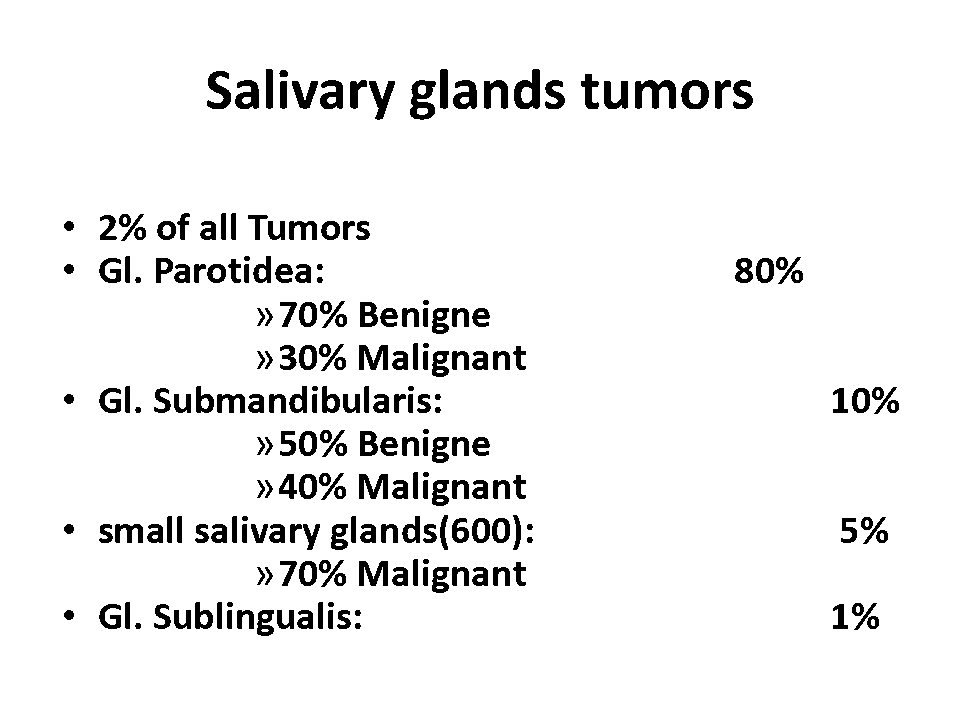 Salivary glands tumors
• 2% of all Tumors
• Gl. Parotidea: 80%
» 70% Benigne
» 30% Malignant
• Gl. Submandibularis: 10%
» 50% Benigne
» 40% Malignant
• small salivary glands(600): 5%
» 70% Malignant
• Gl. Sublingualis: 1%